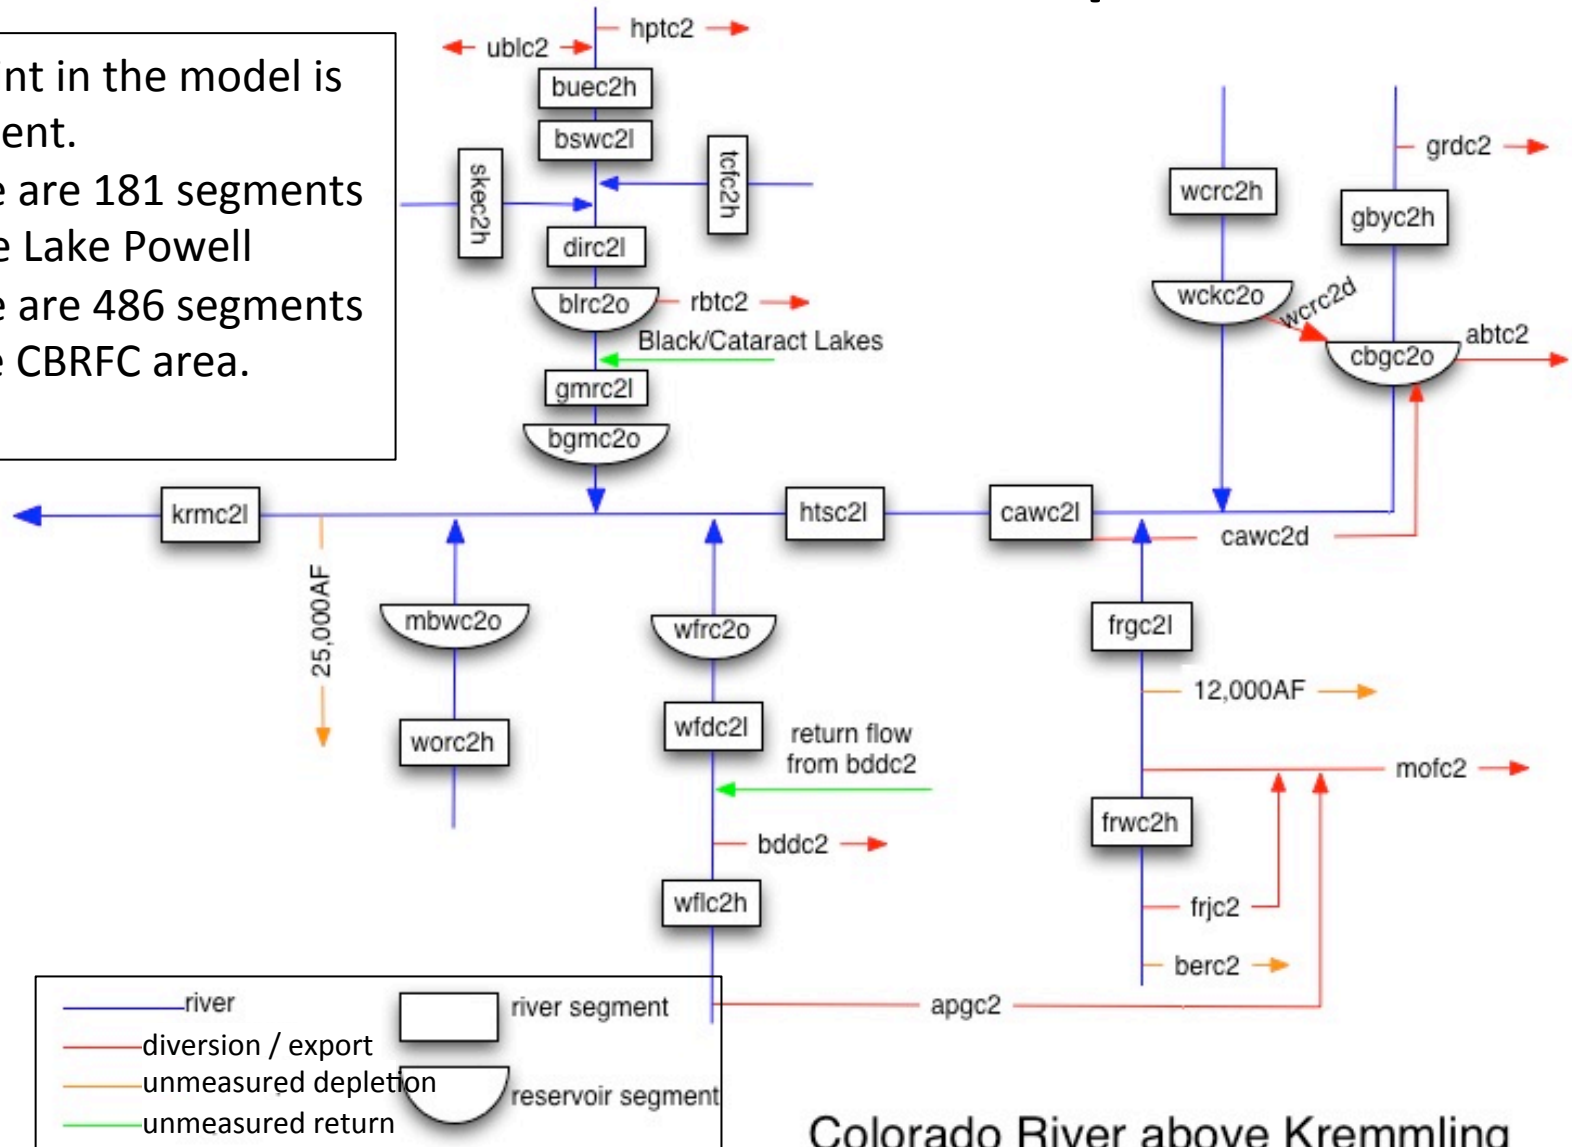 int in the model is
ent.
e are 181 segments
e Lake Powell
e are 486 segments
e CBRFC area.
ublc2
hptc2
buec2h
bswc2l
skec2h
tcfc2h
dirc2l
blrc2o
rbtc2
Black/Cataract Lakes
gmrc2l
bgmc2o
wcrc2h
grdc2
gbyc2h
wckc2o
wcrc2d
cbgc2o
abtc2
krmc2l
htsc2l
cawc2l
cawc2d
25,000AF
mbwc2o
worc2h
wfrc2o
wfdc2l
return flow
from bddc2
bddc2
wflc2h
apgc2
frgc2l
12,000AF
mofc2
frwc2h
frjc2
berc2
river
river segment
diversion / export
unmeasured depletion
reservoir segment
unmeasured return
Colorado River above Kremmling